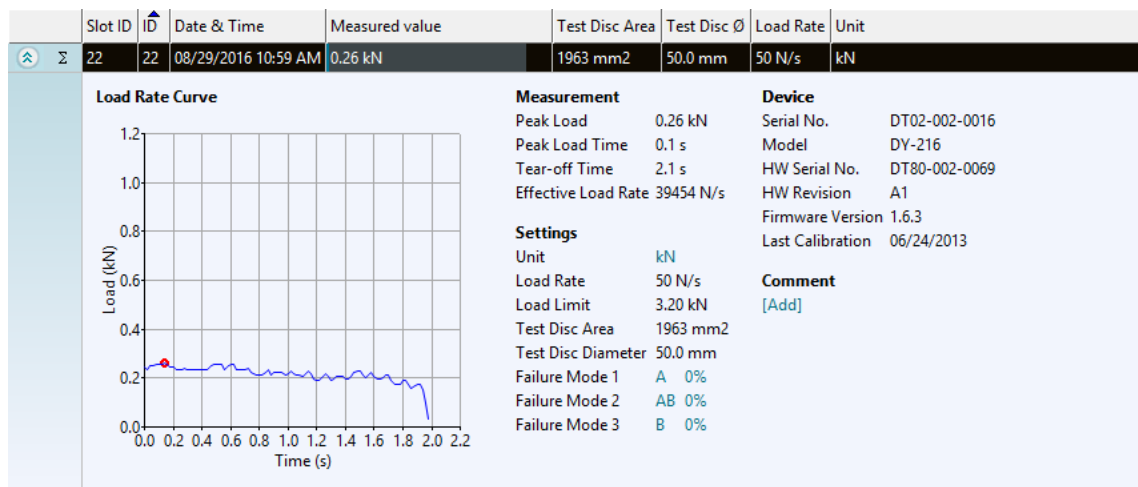 Slot ID ID Date & Time Measured value Test Disc Area Test Disc Ø Load Rate Unit
Σ 22 22 08/29/2016 10:59 AM 0.26 kN 1963 mm2 50.0 mm 50 N/s kN
Load Rate Curve
1.2
1.0
0.8
0.6
0.4
0.2
0.0
Load (kN)
0.0 0.2 0.4 0.6 0.8 1.0 1.2 1.4 1.6 1.8 2.0 2.2
Time (s)
Measurement
Peak Load 0.26 kN
Peak Load Time 0.1 s
Tear-off Time 2.1 s
Effective Load Rate 39454 N/s
Settings
Unit kN
Load Rate 50 N/s
Load Limit 3.20 kN
Test Disc Area 1963 mm2
Test Disc Diameter 50.0 mm
Failure Mode 1 A 0%
Failure Mode 2 AB 0%
Failure Mode 3 B 0%
Device
Serial No. DT02-002-0016
Model DY-216
HW Serial No. DT80-002-0069
HW Revision A1
Firmware Version 1.6.3
Last Calibration 06/24/2013
Comment
[Add]